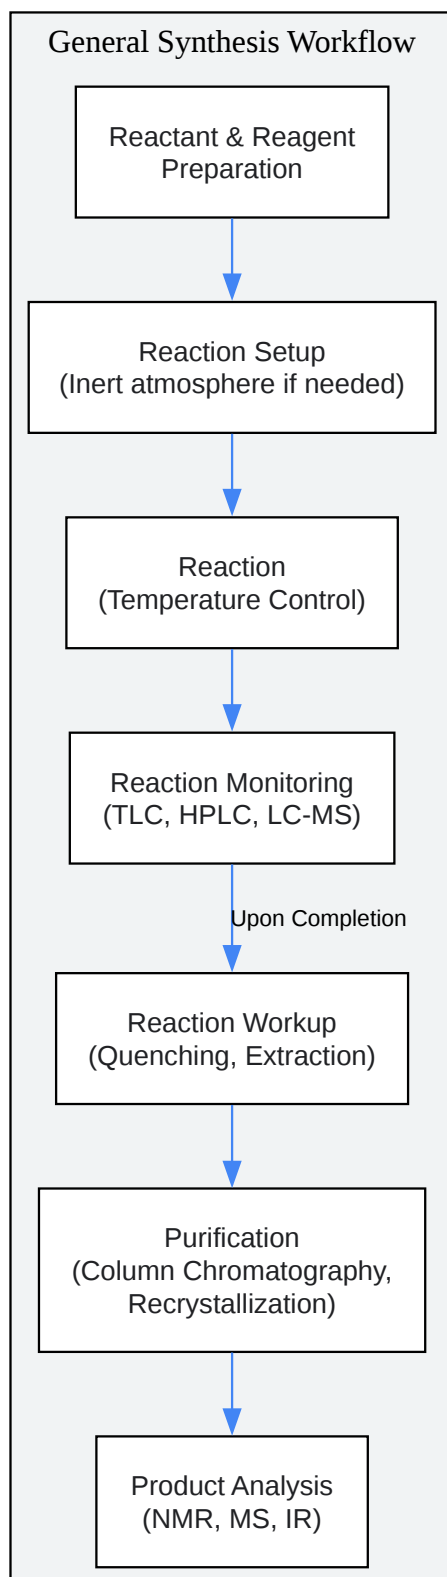 General Synthesis Workflow
Reactant & Reagent
Preparation
Reaction Setup
(Inert atmosphere if needed)
Reaction
(Temperature Control)
Reaction Monitoring
(TLC, HPLC, LC-MS)
Upon Completion
Reaction Workup
(Quenching, Extraction)
Purification
(Column Chromatography,
Recrystallization)
Product Analysis
(NMR, MS, IR)